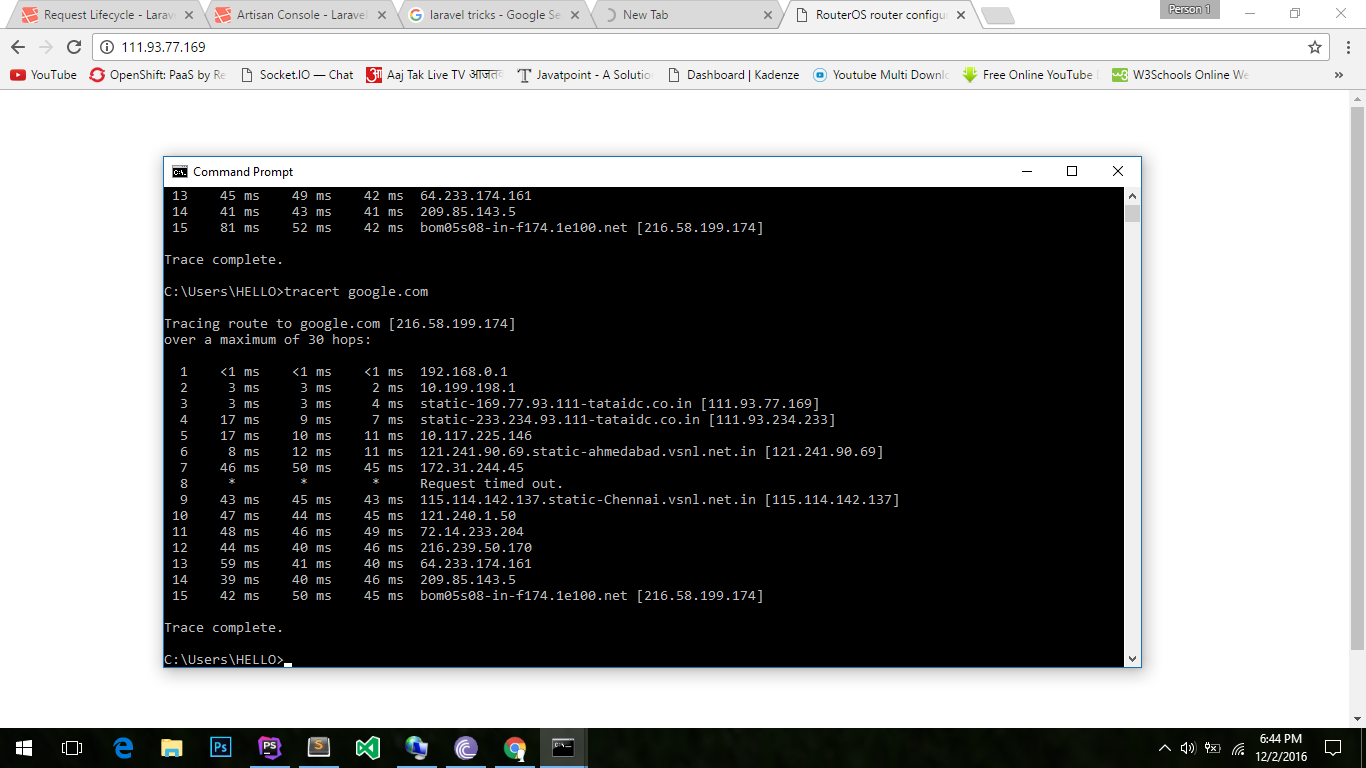 Request Lifecycle - Larav
Artisan Console - Laravel
laravel tricks - Google Se
New Tab
RouterOS router configu
Person 1
111.93.77.169
YouTube
OpenShift: PaaS by Re
Socket.IO — Chat
Aaj Tak Live TV आजतक
Javatpoint - A Solution
Dashboard | Kadenze
Youtube Multi Downlo
Free Online YouTube
W3Schools Online We
»
Command Prompt
13 45 ms 49 ms 42 ms 64.233.174.161
14 41 ms 43 ms 41 ms 209.85.143.5
15 81 ms 52 ms 42 ms bom05s08-in-f174.1e100.net [216.58.199.174]
Trace complete.
C:\Users\HELLO>tracert google.com
Tracing route to google.com [216.58.199.174]
over a maximum of 30 hops:
1 <1 ms <1 ms <1 ms 192.168.0.1
2 3 ms 3 ms 2 ms 10.199.198.1
3 3 ms 3 ms 4 ms static-169.77.93.111-tataidc.co.in [111.93.77.169]
4 17 ms 9 ms 7 ms static-233.234.93.111-tataidc.co.in [111.93.234.233]
5 17 ms 10 ms 11 ms 10.117.225.146
6 8 ms 12 ms 11 ms 121.241.90.69.static-ahmedabad.vsnl.net.in [121.241.90.69]
7 46 ms 50 ms 45 ms 172.31.244.45
8 * * * Request timed out.
9 43 ms 45 ms 43 ms 115.114.142.137.static-Chennai.vsnl.net.in [115.114.142.137]
10 47 ms 44 ms 45 ms 121.240.1.50
11 48 ms 46 ms 49 ms 72.14.233.204
12 44 ms 40 ms 46 ms 216.239.50.170
13 59 ms 41 ms 40 ms 64.233.174.161
14 39 ms 40 ms 46 ms 209.85.143.5
15 42 ms 50 ms 45 ms bom05s08-in-f174.1e100.net [216.58.199.174]
Trace complete.
C:\Users\HELLO>
Ps
PS
S
6:44 PM
12/2/2016